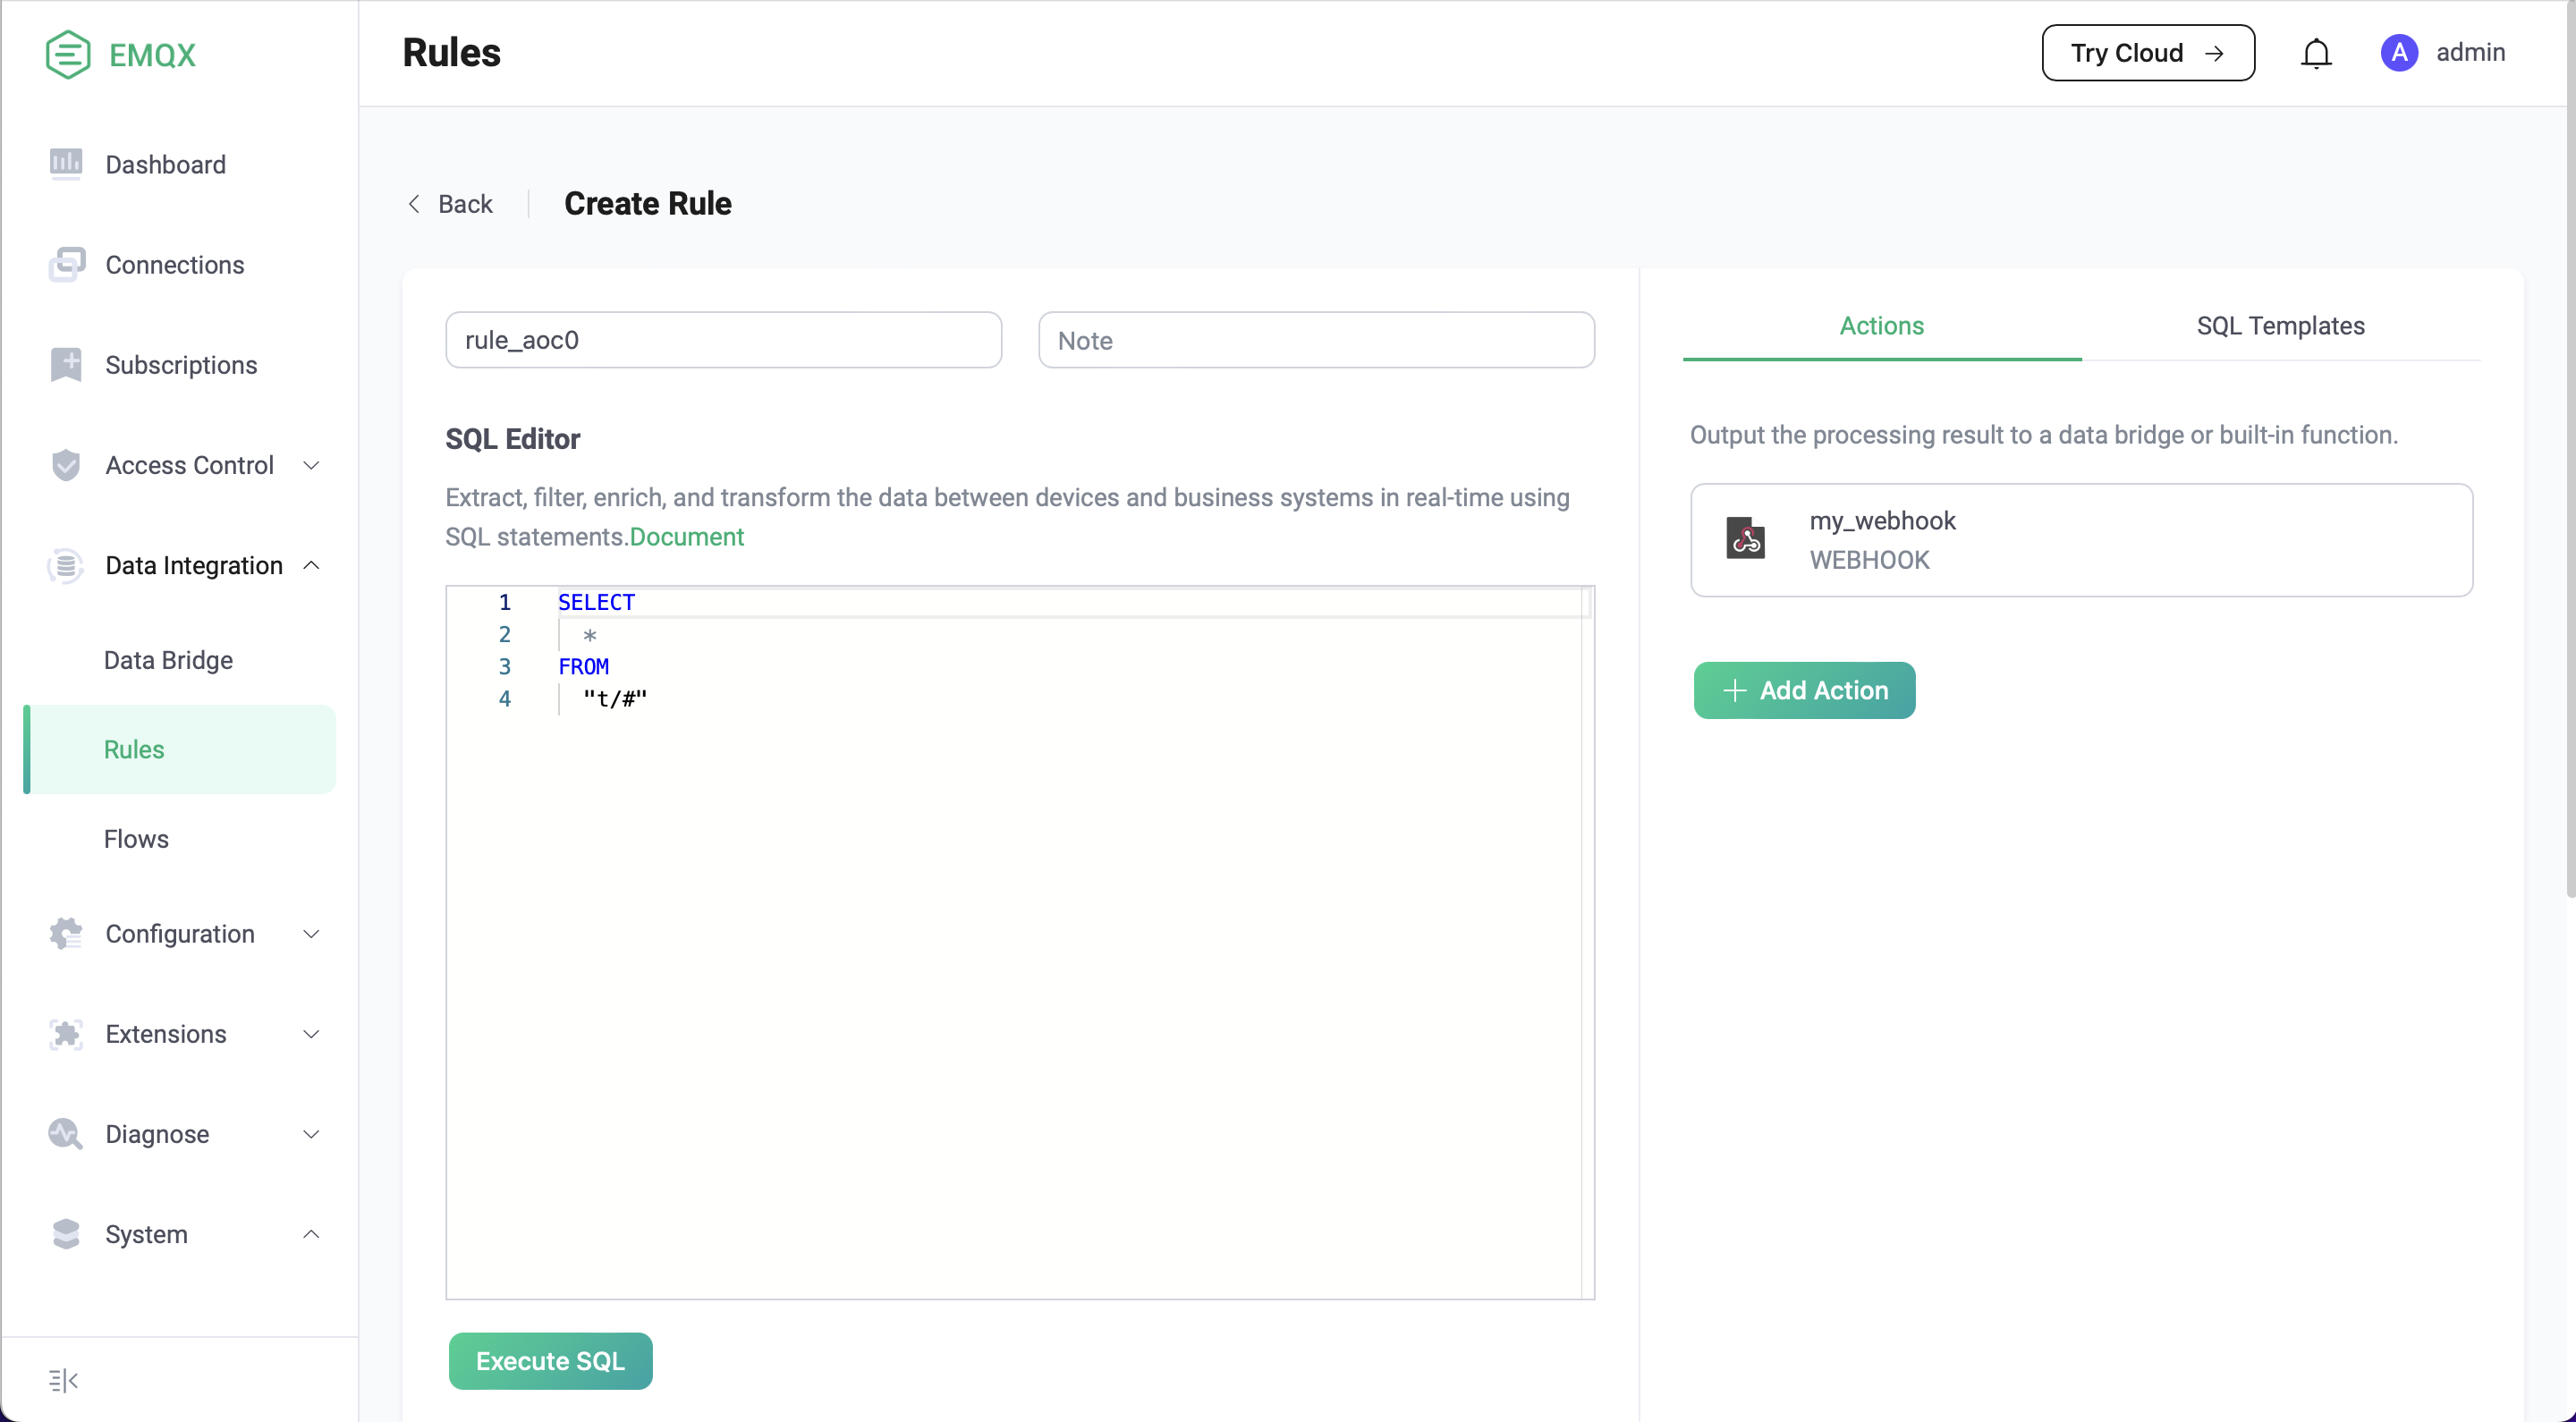 EMQX
Rules
Try Cloud →
A
admin
Dashboard
Connections
Subscriptions
Access Control
Data Integration
Data Bridge
Rules
Flows
Configuration
Extensions
Diagnose
System
Back
Create Rule
rule_aoc0
Note
SQL Editor
Extract, filter, enrich, and transform the data between devices and business systems in real-time using
SQL statements.Document
1 SELECT
2 *
3 FROM
4 "t/#"
Execute SQL
Actions
SQL Templates
Output the processing result to a data bridge or built-in function.
my_webhook
WEBHOOK
+ Add Action